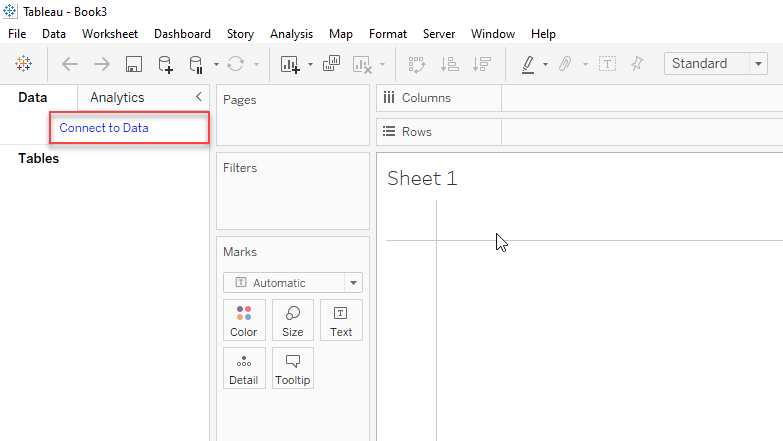 Tableau - Book3
File Data Worksheet Dashboard Story Analysis Map Format Server Window Help
Standard
Data Analytics
Connect to Data
Tables
Pages
Filters
Marks
T Automatic
Color Size T Text
Detail Tooltip
Columns
Rows
Sheet 1